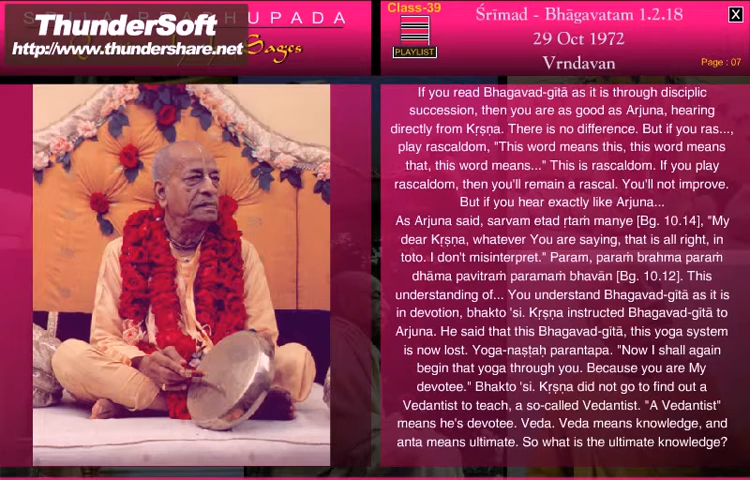 ThunderSoft
http://www.thundershare.net
HUPADA
Sages
Class-39
PLAYLIST
Śrīmad - Bhāgavatam 1.2.18
29 Oct 1972
Vrndavan
X
Page : 07
If you read Bhagavad-gītā as it is through disciplic
succession, then you are as good as Arjuna, hearing
directly from Kṛṣṇa. There is no difference. But if you ras...,
play rascaldom, "This word means this, this word means
that, this word means..." This is rascaldom. If you play
rascaldom, then you'll remain a rascal. You'll not improve.
But if you hear exactly like Arjuna...
As Arjuna said, sarvam etad ṛtaṁ manye [Bg. 10.14], "My
dear Kṛṣṇa, whatever You are saying, that is all right, in
toto. I don't misinterpret." Param, paraṁ brahma paraṁ
dhāma pavitraṁ paramaṁ bhavān [Bg. 10.12]. This
understanding of... You understand Bhagavad-gītā as it is
in devotion, bhakto 'si. Kṛṣṇa instructed Bhagavad-gītā to
Arjuna. He said that this Bhagavad-gītā, this yoga system
is now lost. Yoga-naṣṭaḥ parantapa. "Now I shall again
begin that yoga through you. Because you are My
devotee." Bhakto 'si. Kṛṣṇa did not go to find out a
Vedantist to teach, a so-called Vedantist. "A Vedantist"
means he's devotee. Veda. Veda means knowledge, and
anta means ultimate. So what is the ultimate knowledge?